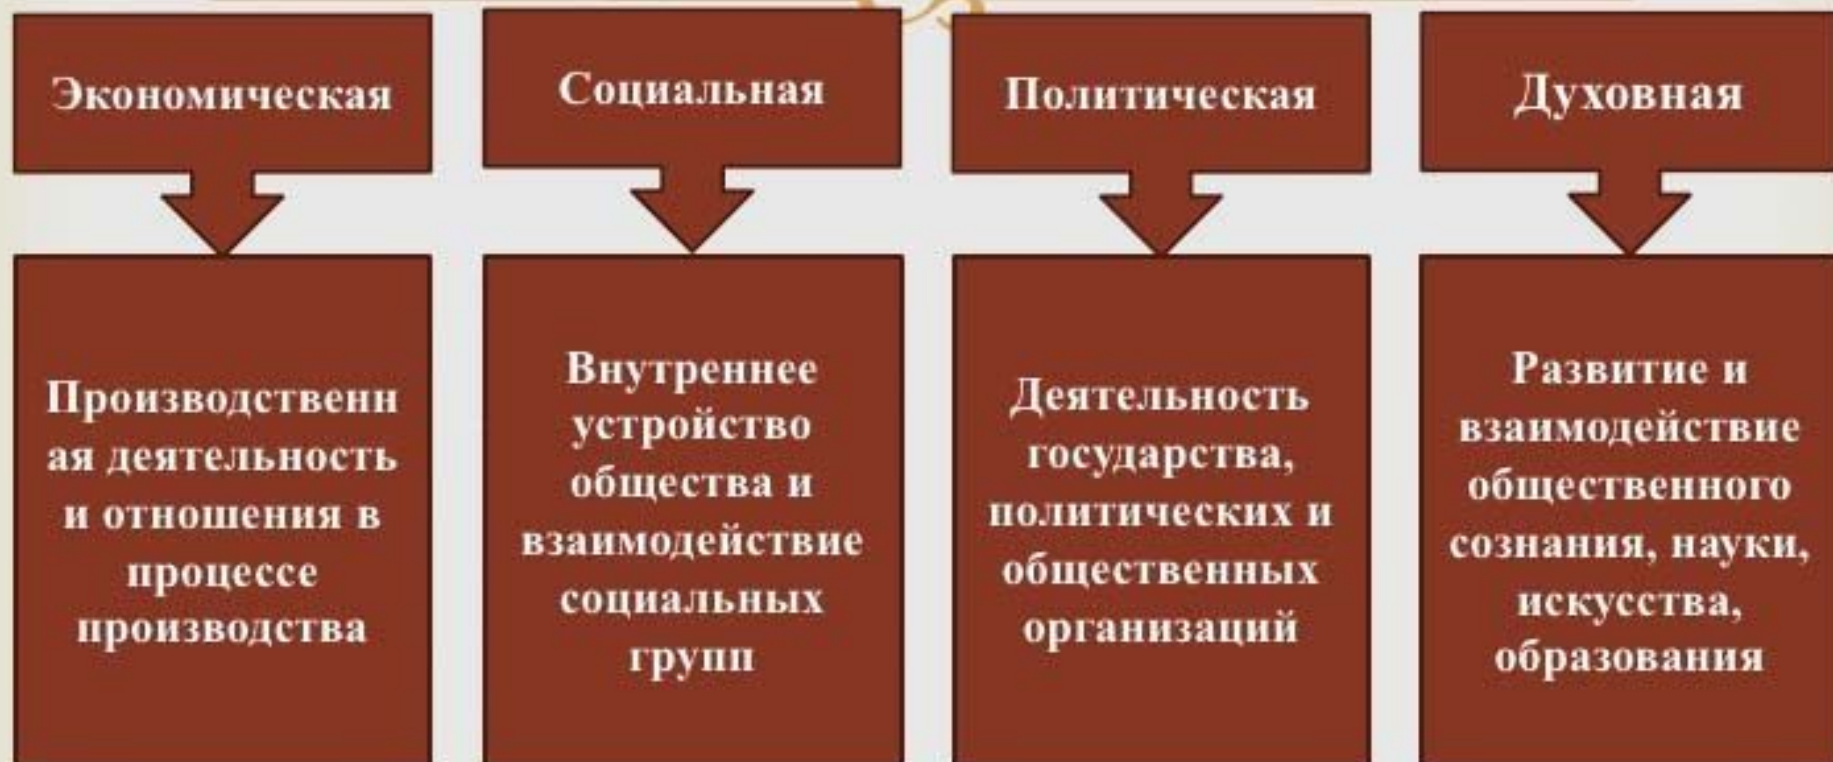 Экономическая
Социальная
Политическая
Духовная
Производственн
ая деятельность
и отношения в
процессе
производства
Внутреннее
устройство
общества и
взаимодействие
социальных
групп
Деятельность
государства,
политических и
общественных
организаций
Развитие и
взаимодействие
общественного
сознания, науки,
искусства,
образования